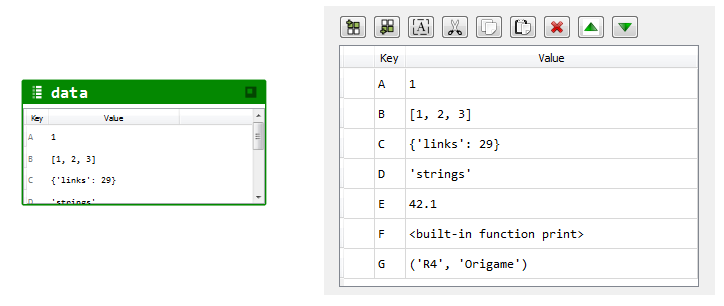 data
Key Value
A 1
B [1, 2, 3]
C {'links': 29}
D 'strings'
Key Value
A 1
B [1, 2, 3]
C {'links': 29}
D 'strings'
E 42.1
F <built-in function print>
G ('R4', 'Origame')